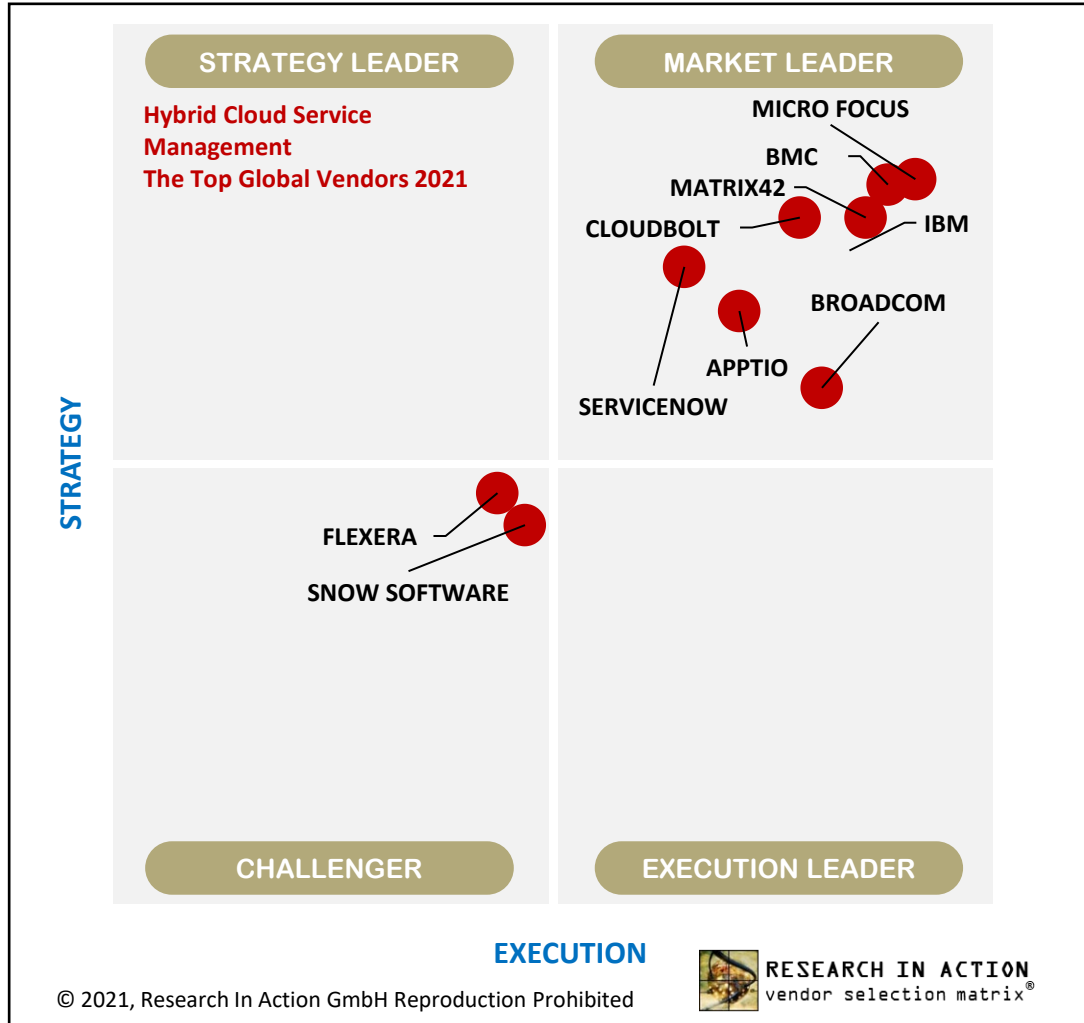 STRATEGY LEADER
MARKET LEADER
Hybrid Cloud Service
Management
The Top Global Vendors 2021
MICRO FOCUS
BMC
MATRIX42
CLOUDBOLT
IBM
BROADCOM
APPTIO
SERVICENOW
STRATEGY
FLEXERA
SNOW SOFTWARE
CHALLENGER
EXECUTION LEADER
EXECUTION
RESEARCH IN ACTION
vendor selection matrix®
© 2021, Research In Action GmbH Reproduction Prohibited